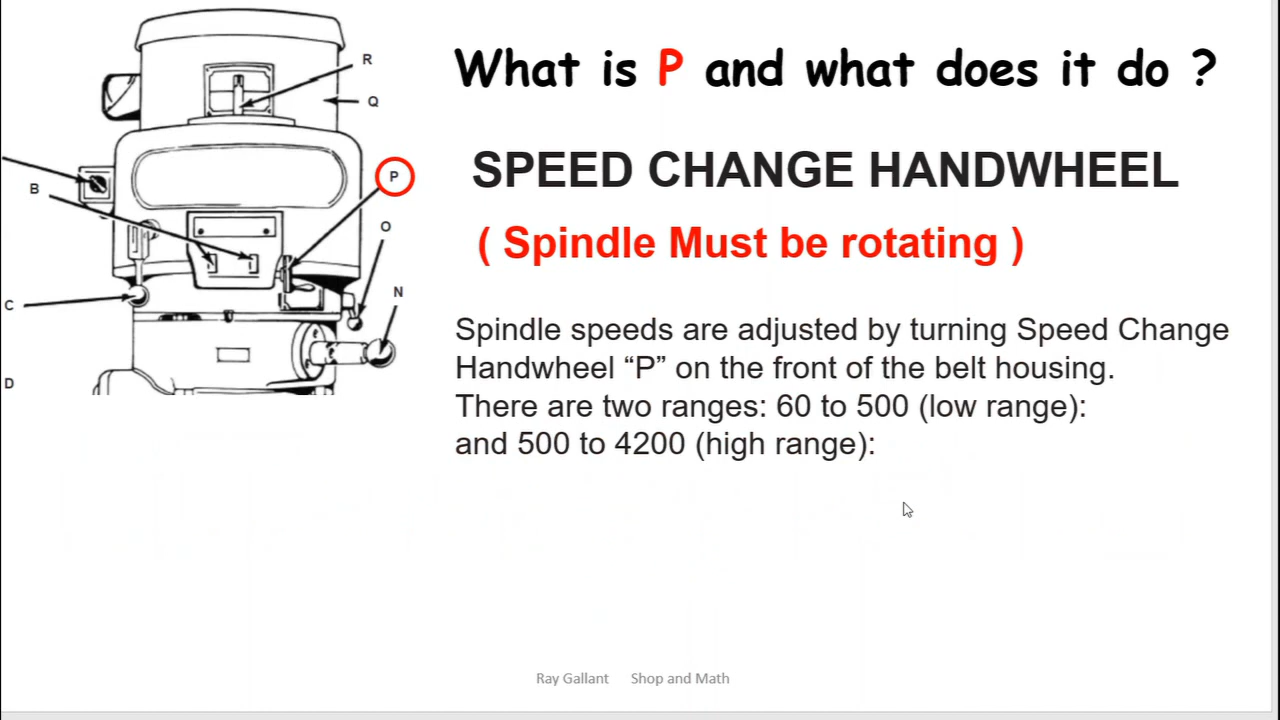 What is P and what does it do ?
R
Q
SPEED CHANGE HANDWHEEL
P
B
( Spindle Must be rotating )
O
N
C
Spindle speeds are adjusted by turning Speed Change
Handwheel “P” on the front of the belt housing.
D
There are two ranges: 60 to 500 (low range):
and 500 to 4200 (high range):
Ray Gallant Shop and Math